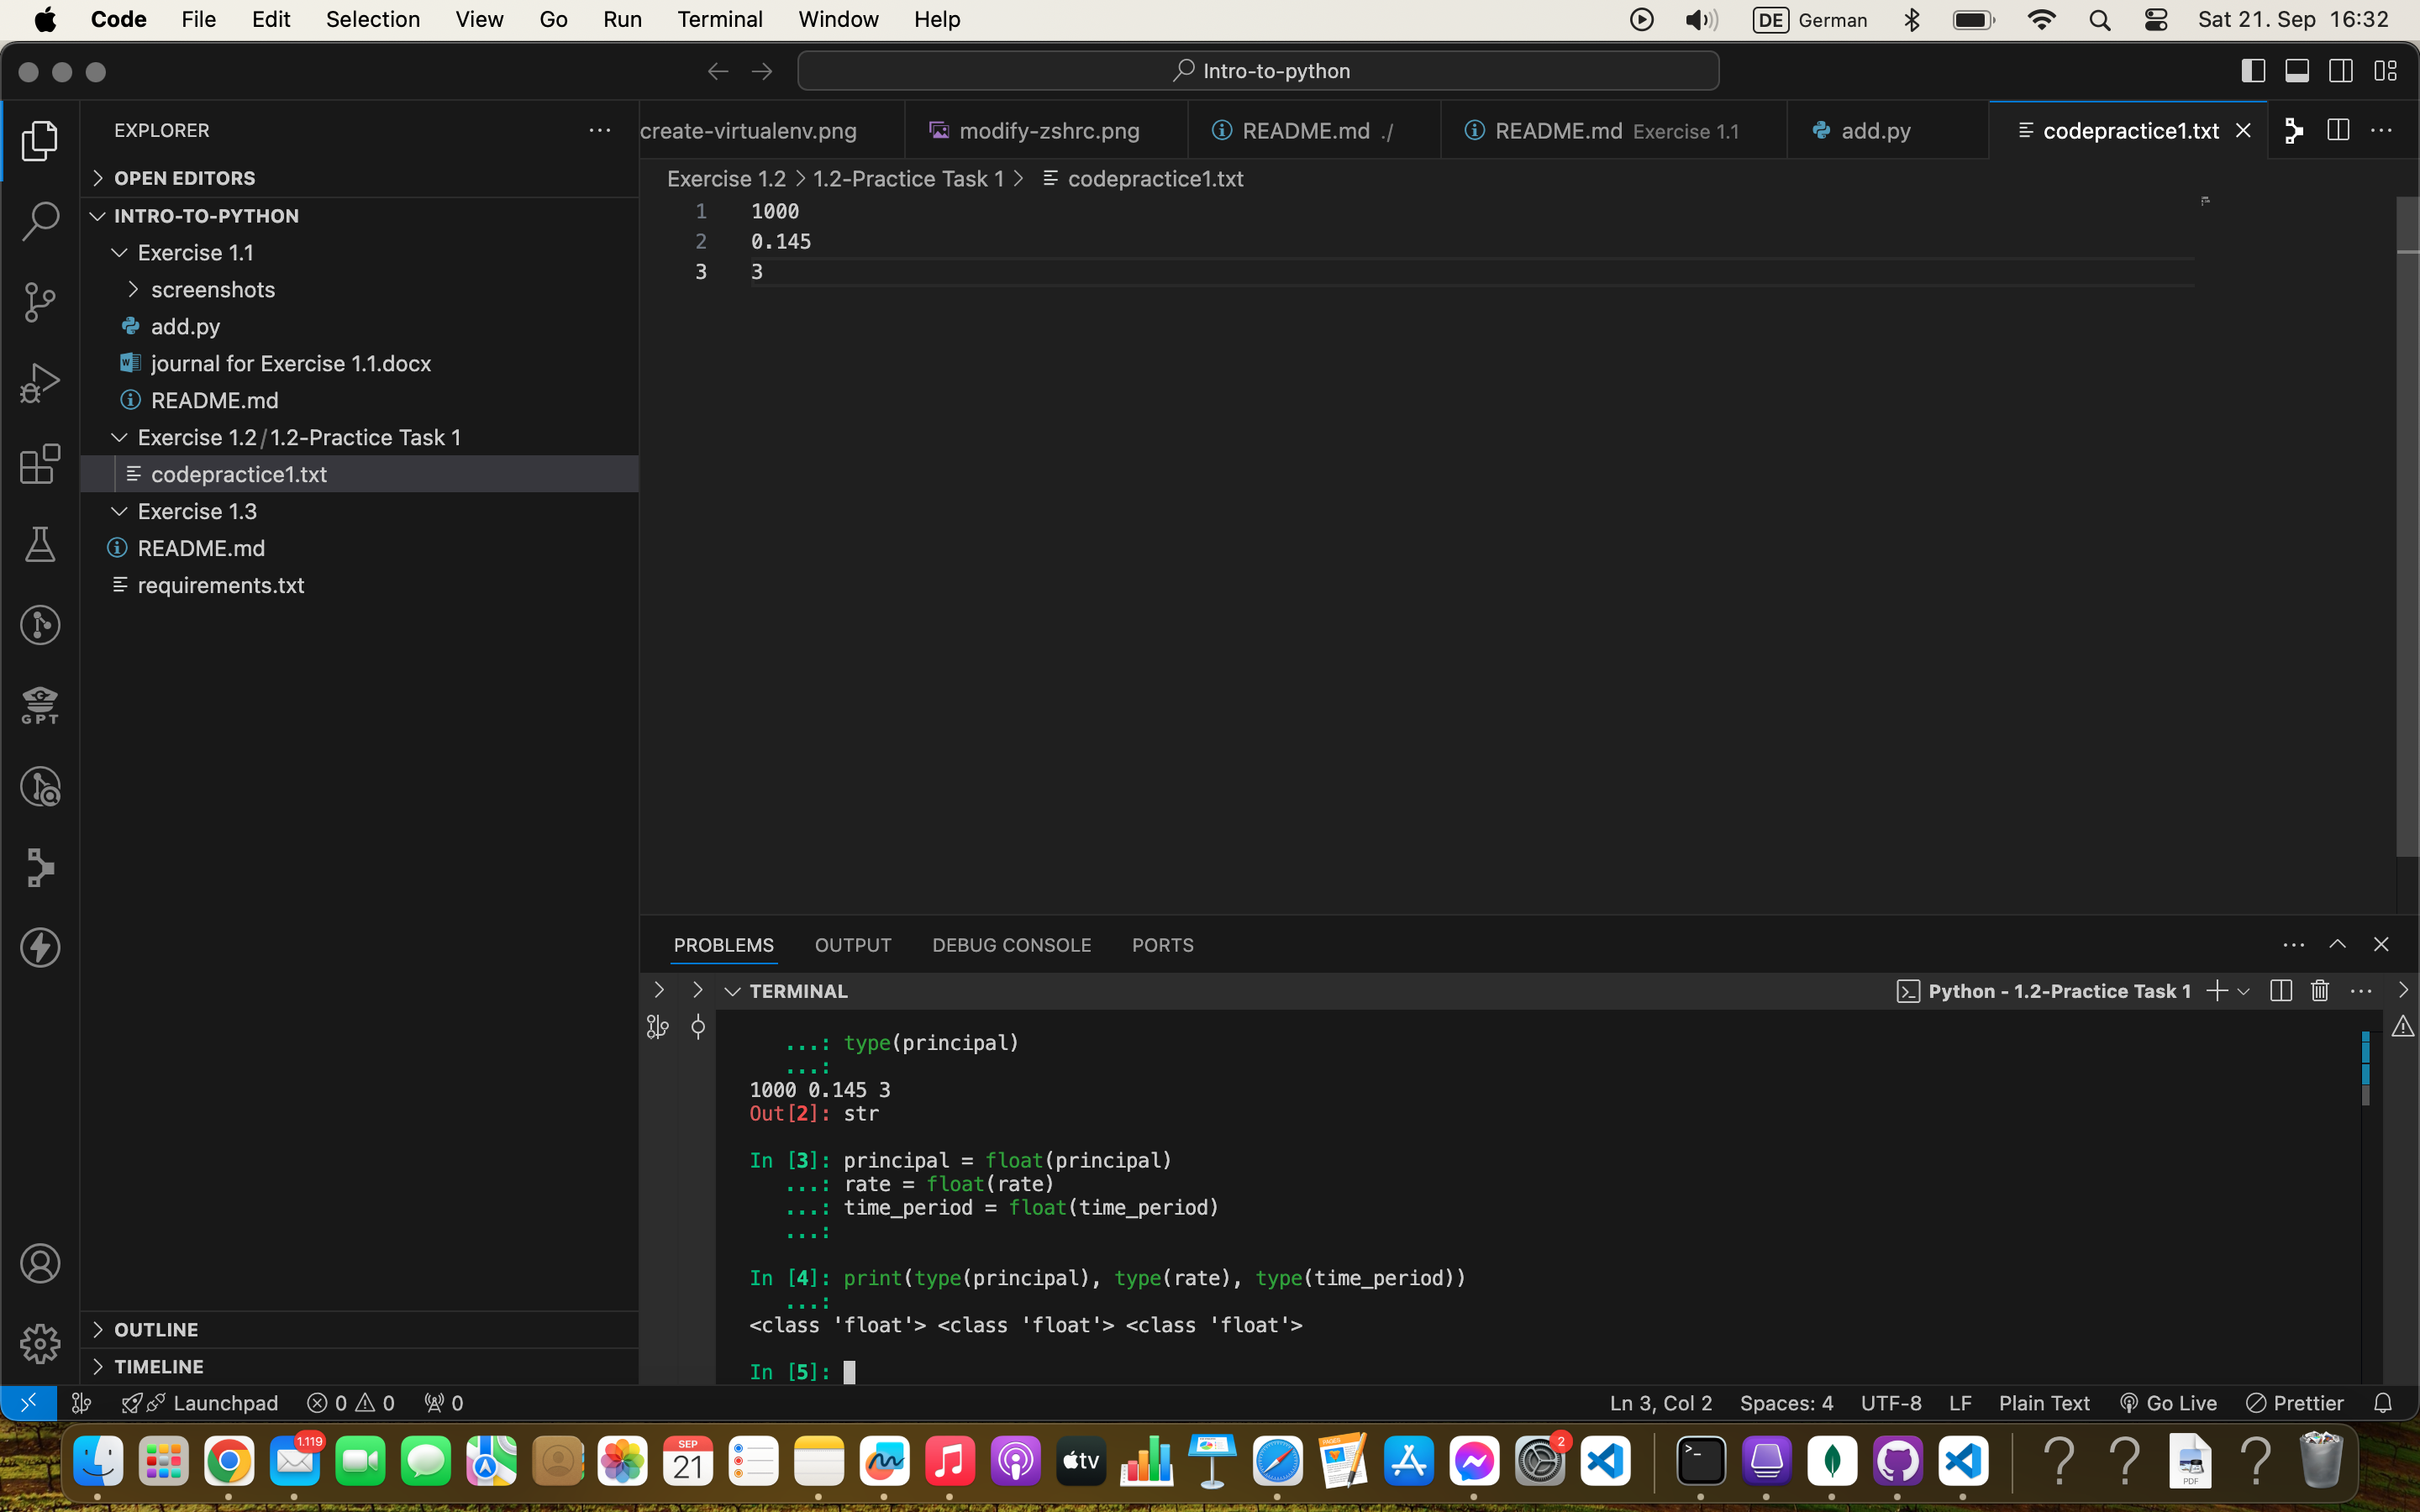 Code File Edit Selection View Go Run Terminal Window Help DE German Sat 21. Sep 16:32
Intro-to-python
EXPLORER
OPEN EDITORS
INTRO-TO-PYTHON
Exercise 1.1
screenshots
add.py
journal for Exercise 1.1.docx
README.md
Exercise 1.2/1.2-Practice Task 1
codepractice1.txt
Exercise 1.3
README.md
requirements.txt
OUTLINE
TIMELINE
GPT
create-virtualenv.png modify-zshrc.png README.md ./ README.md Exercise 1.1 add.py codepractice1.txt
Exercise 1.2 > 1.2-Practice Task 1 > codepractice1.txt
1 1000
2 0.145
3 3
PROBLEMS OUTPUT DEBUG CONSOLE PORTS
TERMINAL Python - 1.2-Practice Task 1
...: type(principal)
...:
1000 0.145 3
Out[2]: str
In [3]: principal = float(principal)
...: rate = float(rate)
...: time_period = float(time_period)
...:
In [4]: print(type(principal), type(rate), type(time_period))
...:
<class 'float'> <class 'float'> <class 'float'>
In [5]:
Launchpad 0 0 0 Ln 3, Col 2 Spaces: 4 UTF-8 LF Plain Text Go Live Prettier
1.119 SEP 21 tv PAGES 2 >_ ? ? PDF ?